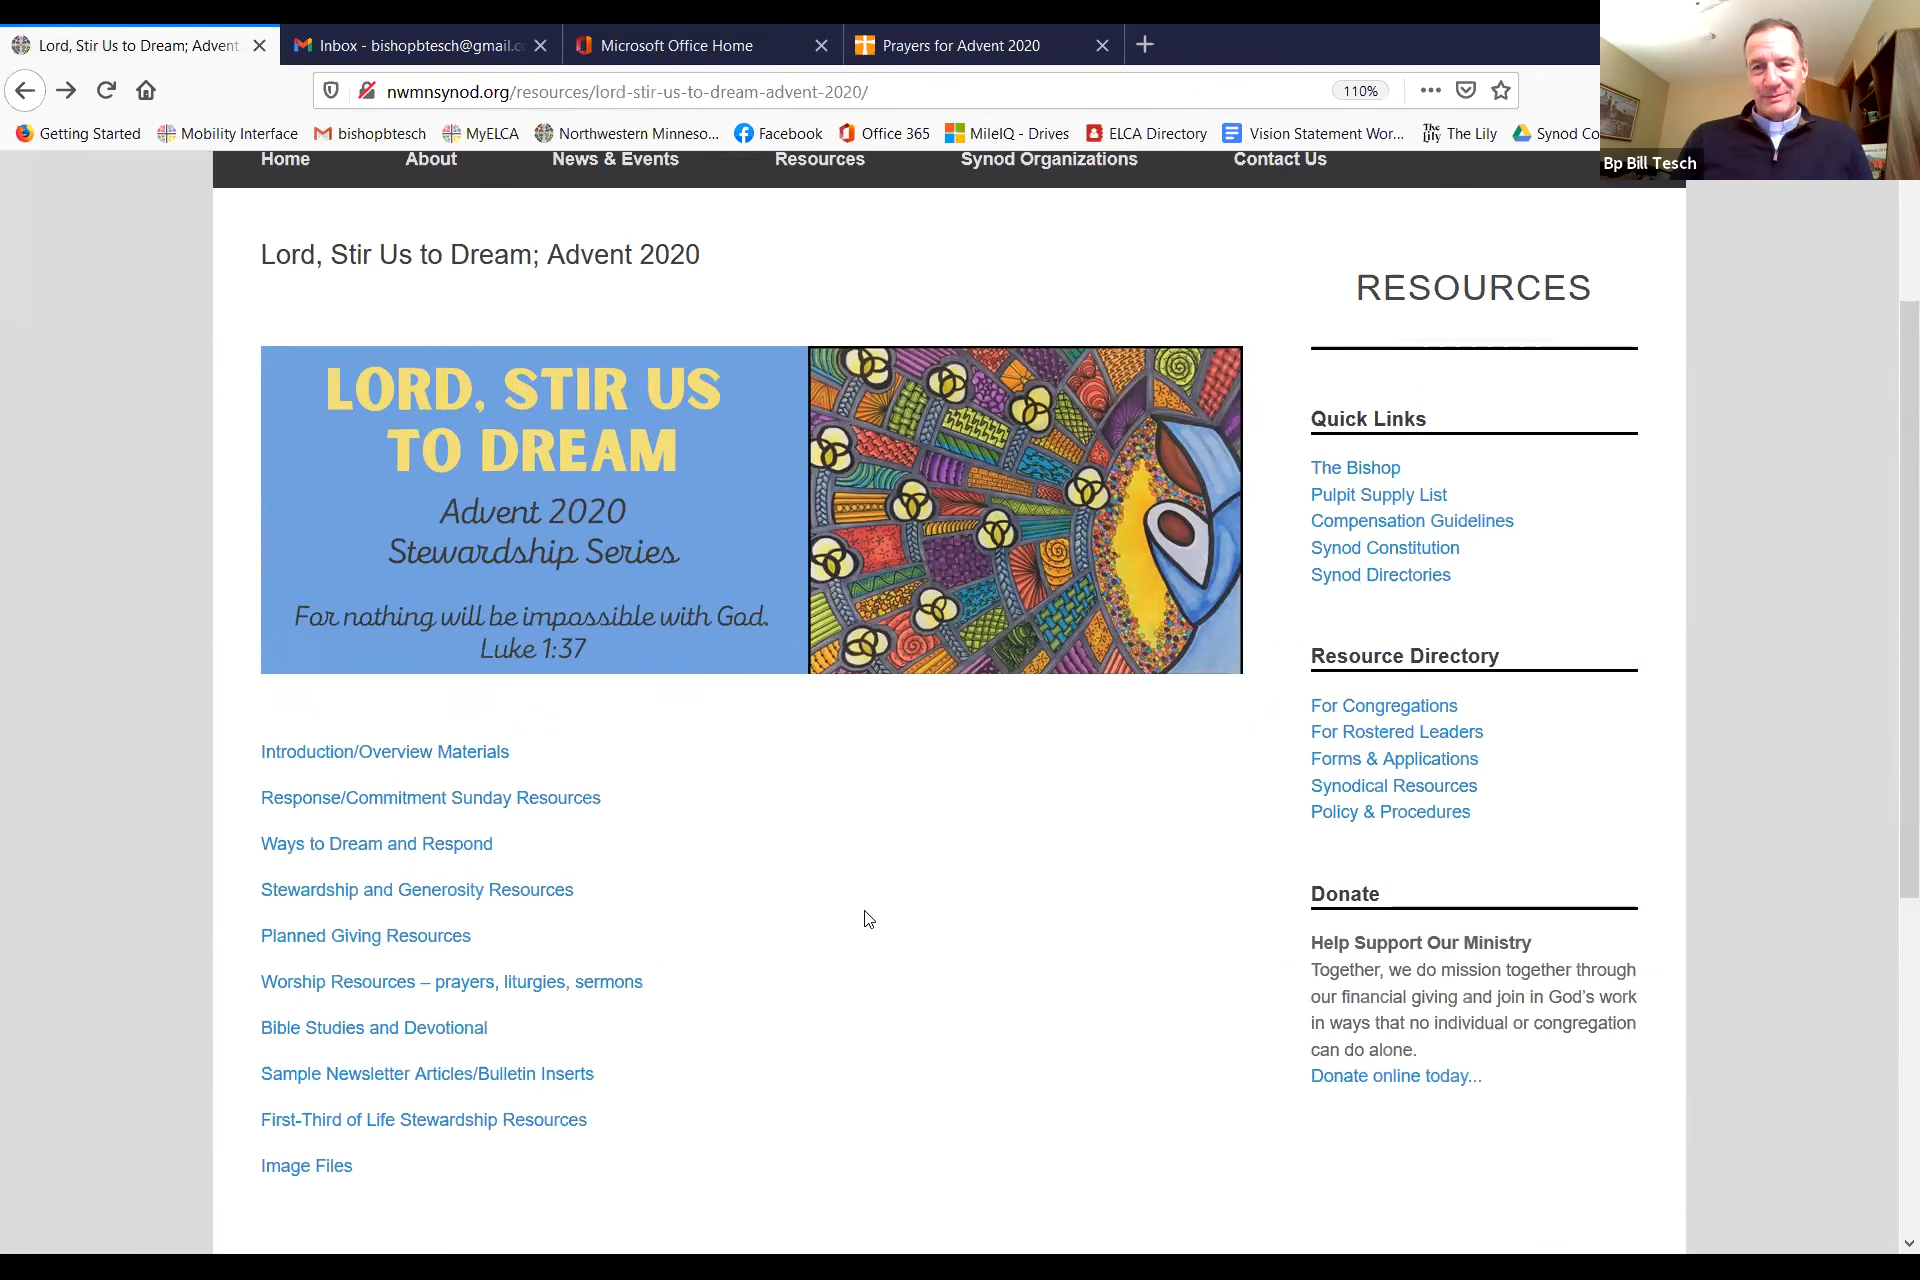 Lord, Stir Us to Dream; Advent
Inbox - bishopbtesch@gmail.c
Microsoft Office Home
Prayers for Advent 2020
nwmnsynod.org/resources/lord-stir-us-to-dream-advent-2020/
110%
Getting Started
Mobility Interface
bishopbtesch
MyELCA
Northwestern Minneso...
Facebook
Office 365
MileIQ - Drives
ELCA Directory
Vision Statement Wor...
The Lily
The Lily
Synod Co
Bp Bill Tesch
Home
About
News & Events
Resources
Synod Organizations
Contact Us
Lord, Stir Us to Dream; Advent 2020
LORD, STIR US
TO DREAM
Advent 2020
Stewardship Series
For nothing will be impossible with God.
Luke 1:37
Introduction/Overview Materials
Response/Commitment Sunday Resources
Ways to Dream and Respond
Stewardship and Generosity Resources
Planned Giving Resources
Worship Resources – prayers, liturgies, sermons
Bible Studies and Devotional
Sample Newsletter Articles/Bulletin Inserts
First-Third of Life Stewardship Resources
Image Files
RESOURCES
Quick Links
The Bishop
Pulpit Supply List
Compensation Guidelines
Synod Constitution
Synod Directories
Resource Directory
For Congregations
For Rostered Leaders
Forms & Applications
Synodical Resources
Policy & Procedures
Donate
Help Support Our Ministry
Together, we do mission together through
our financial giving and join in God's work
in ways that no individual or congregation
can do alone.
Donate online today...